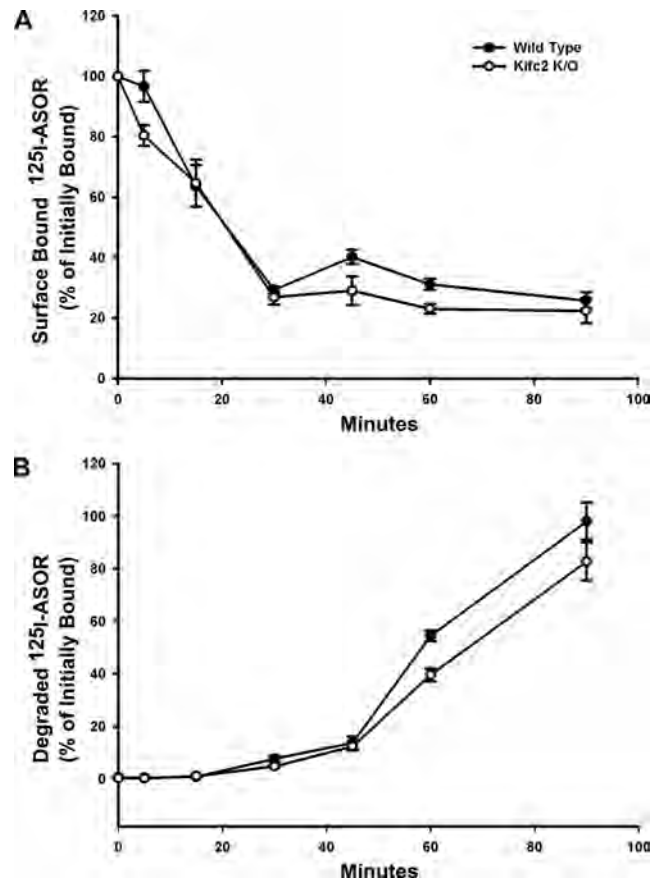 A
120
100
80
60
40
20
0
Surface Bound 125I-ASOR
(% of Initially Bound)
Wild Type
Kifc2 K/O
0 20 40 60 80 100
Minutes
B
120
100
80
60
40
20
0
Degraded 125I-ASOR
(% of Initially Bound)
0 20 40 60 80 100
Minutes